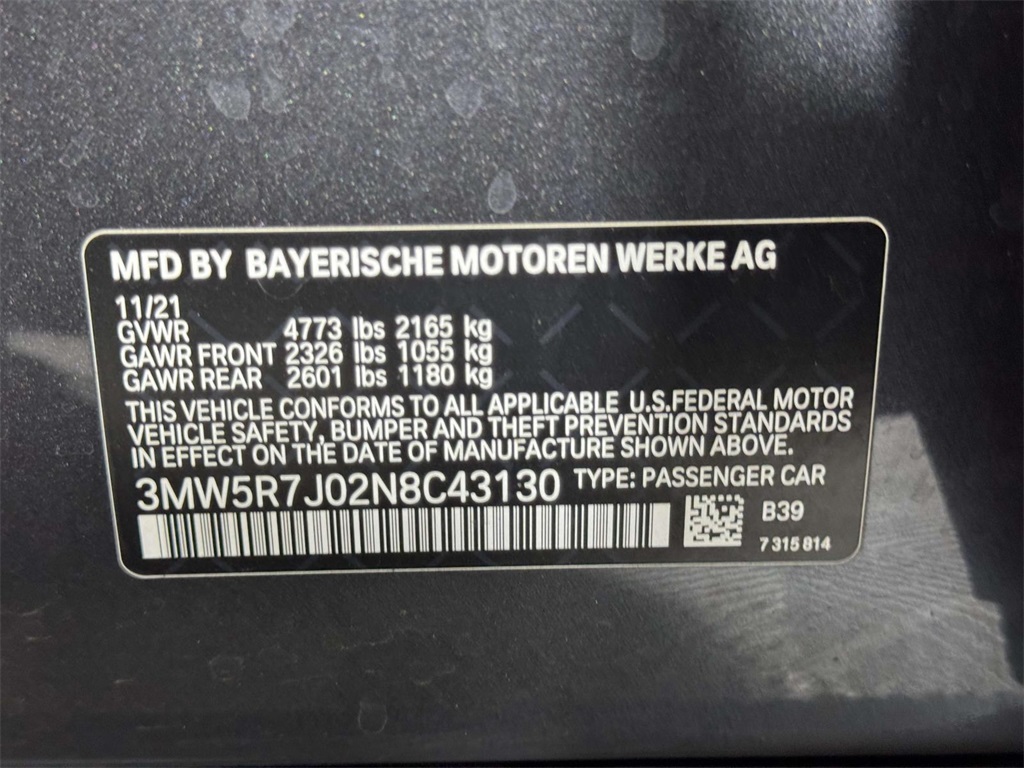 MFD BY BAYERISCHE MOTOREN WERKE AG
11/21
GVWR 4773 lbs 2165 kg
GAWR FRONT 2326 lbs 1055 kg
GAWR REAR 2601 lbs 1180 kg
THIS VEHICLE CONFORMS TO ALL APPLICABLE U.S.FEDERAL MOTOR
VEHICLE SAFETY, BUMPER AND THEFT PREVENTION STANDARDS
IN EFFECT ON THE DATE OF MANUFACTURE SHOWN ABOVE.
3MW5R7J02N8C43130 TYPE: PASSENGER CAR
B39
7 315 814